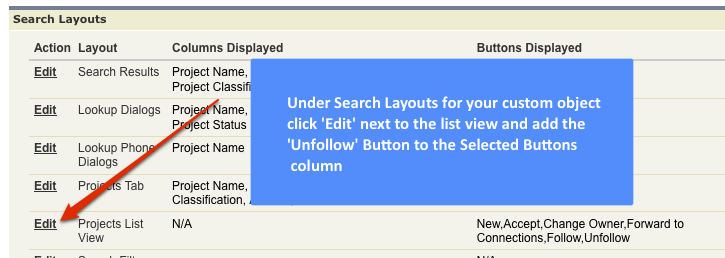 Search Layouts
Action Layout Columns Displayed Buttons Displayed
Edit Search Results Project Name,
Project Classifi
Edit Lookup Dialogs Project Name,
Project Status
Edit Lookup Phone Project Name
Dialogs
Edit Projects Tab Project Name,
Classification,
Under Search Layouts for your custom object
click 'Edit' next to the list view and add the
'Unfollow' Button to the Selected Buttons
column
Edit Projects List N/A New,Accept,Change Owner,Forward to
View Connections,Follow,Unfollow